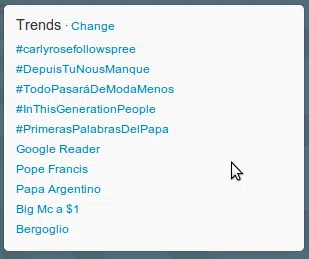 Trends · Change
#carlyrosefollowspree
#DepuisTuNousManque
#TodoPasaráDeModaMenos
#InThisGenerationPeople
#PrimerasPalabrasDelPapa
Google Reader
Pope Francis
Papa Argentino
Big Mc a $1
Bergoglio